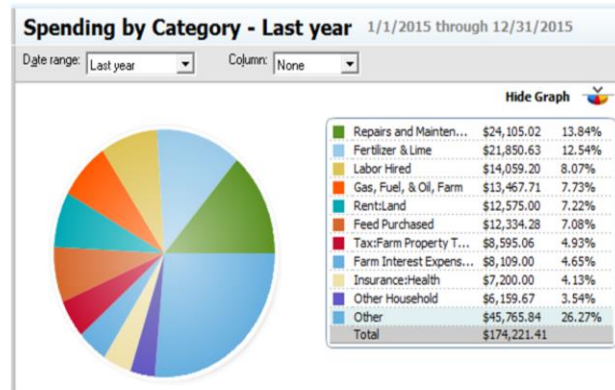 Spending by Category - Last year 1/1/2015 through 12/31/2015
Date range: Last year Column: None
Hide Graph
Repairs and Mainten... $24,105.02 13.84%
Fertilizer & Lime $21,850.63 12.54%
Labor Hired $14,059.20 8.07%
Gas, Fuel, & Oil, Farm $13,467.71 7.73%
Rent:Land $12,575.00 7.22%
Feed Purchased $12,334.28 7.08%
Tax:Farm Property T... $8,595.06 4.93%
Farm Interest Expens... $8,109.00 4.65%
Insurance:Health $7,200.00 4.13%
Other Household $6,159.67 3.54%
Other $45,765.84 26.27%
Total $174,221.41